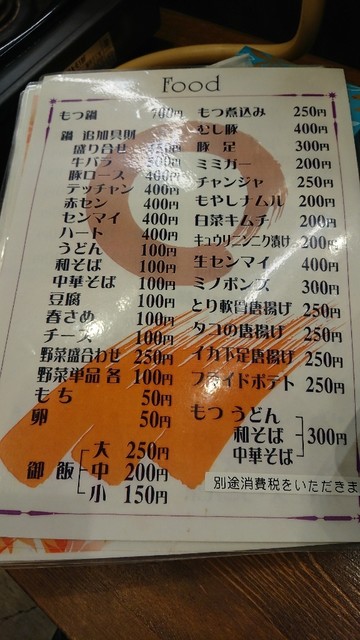 Food
もつ鍋 700円
鍋 追加具財
盛り合せ
牛バラ 500円
豚ロース 400円
テッチャン 400円
赤セン 400円
センマイ 400円
ハート 400円
うどん 100円
和そば 100円
中華そば 100円
豆腐 100円
春さめ 100円
チーズ 100円
野菜盛合わせ 250円
野菜単品 各 100円
もち 50円
卵 50円
御飯
大 250円
中 200円
小 150円
もつ煮込み 250円
むし豚 400円
豚足 300円
ミミガー 200円
チャンジャ 250円
もやしナムル 200円
白菜キムチ 200円
キュウリニンニク漬け 200円
生センマイ 400円
ミノポンズ 300円
とり軟骨唐揚げ 250円
タコの唐揚げ 250円
イカ下足唐揚げ 250円
フライドポテト 250円
もつ うどん
和そば
中華そば
300円
別途消費税をいただきま